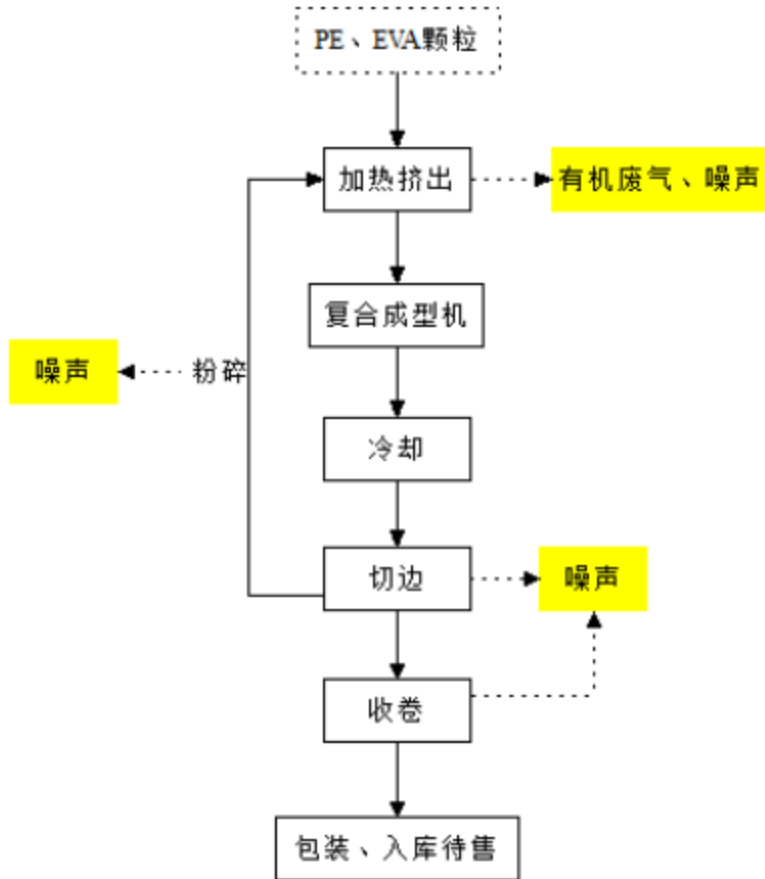 PE、EVA颗粒
加热挤出
有机废气、噪声
复合成型机
噪声
粉碎
冷却
切边
噪声
收卷
包装、入库待售